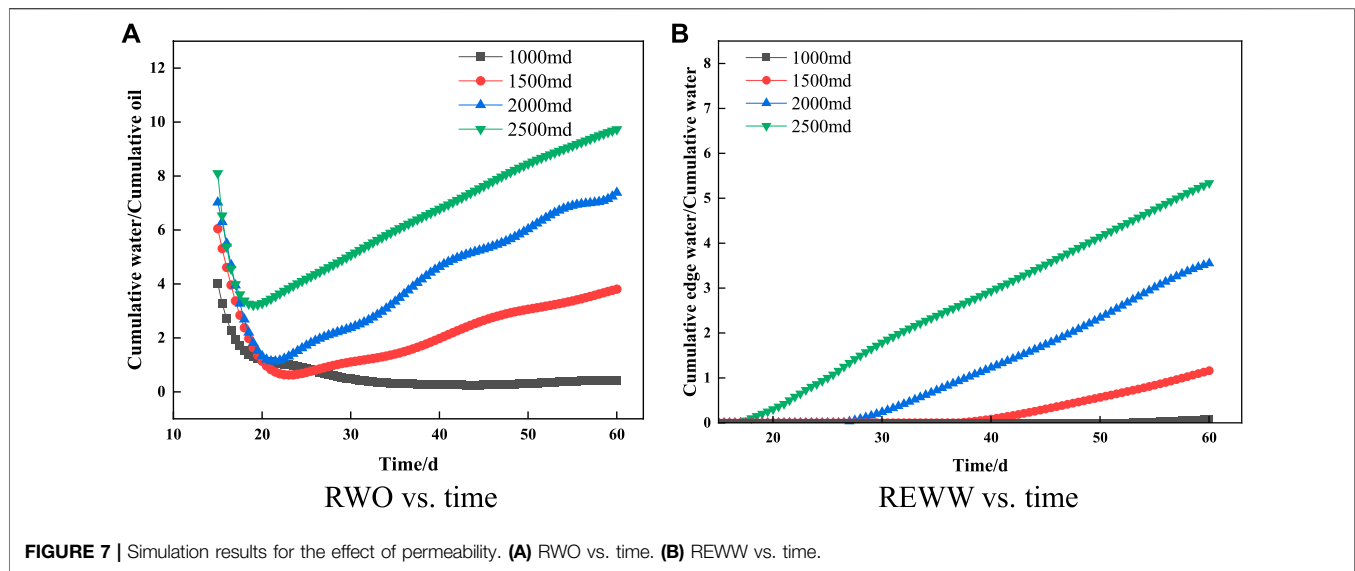 A
1000md
1500md
2000md
2500md
12
10
8
6
4
2
0
Cumulative water/Cumulative oil
10 20 30 40 50 60
Time/d
RWO vs. time
B
1000md
1500md
2000md
2500md
8
7
6
5
4
3
2
1
0
Cumulative edge water/Cumulative water
20 30 40 50 60
Time/d
REWW vs. time
FIGURE 7 | Simulation results for the effect of permeability. (A) RWO vs. time. (B) REWW vs. time.